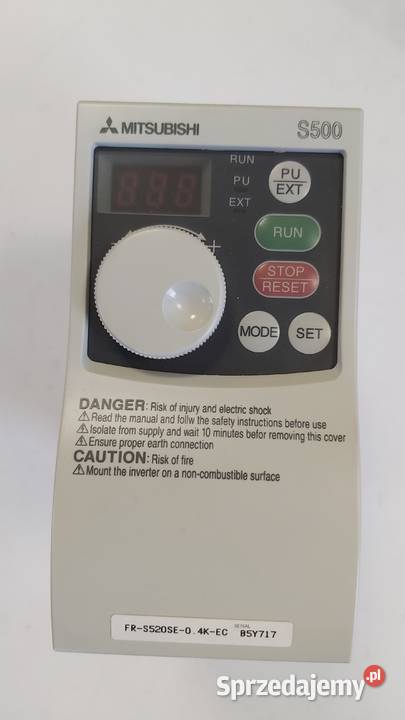 MITSUBISHI
S500
RUN
PU
EXT
PU
EXT
RUN
STOP
RESET
MODE
SET
DANGER: Risk of injury and electric shock
Read the manual and follw the safety instructions before use
Isolate from supply and wait 10 minutes befor removing this cover
Ensure proper earth connection
CAUTION: Risk of fire
Mount the inverter on a non-combustible surface
FR-S520SE-0.4K-EC SERIAL B5Y717
Sprzedajemy.pl